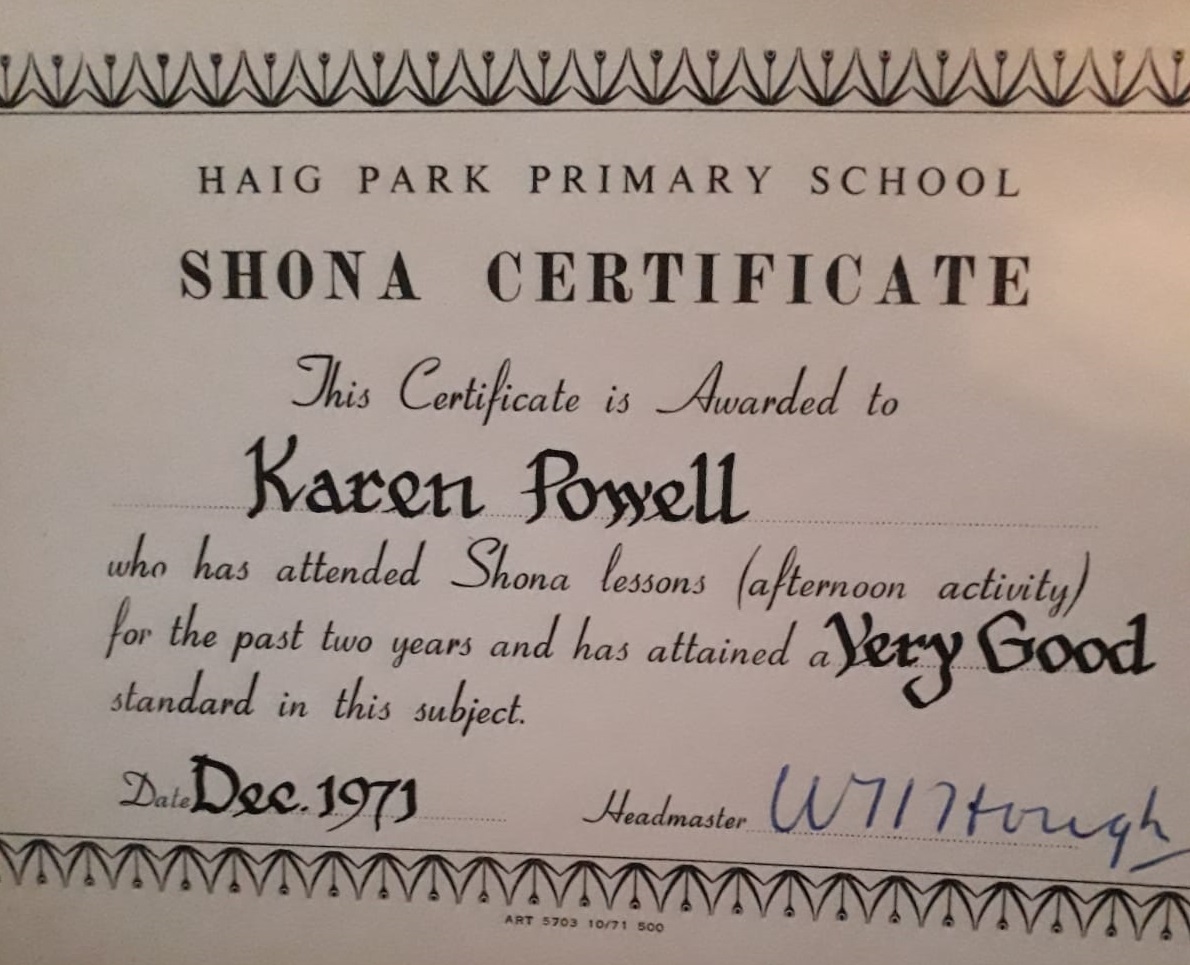 HAIG PARK PRIMARY SCHOOL
SHONA CERTIFICATE
This Certificate is Awarded to
Karen Powell
who has attended Shona lessons (afternoon activity)
for the past two years and has attained a Very Good
standard in this subject.
Date Dec. 1971 Headmaster
ART 5703 10/71 500